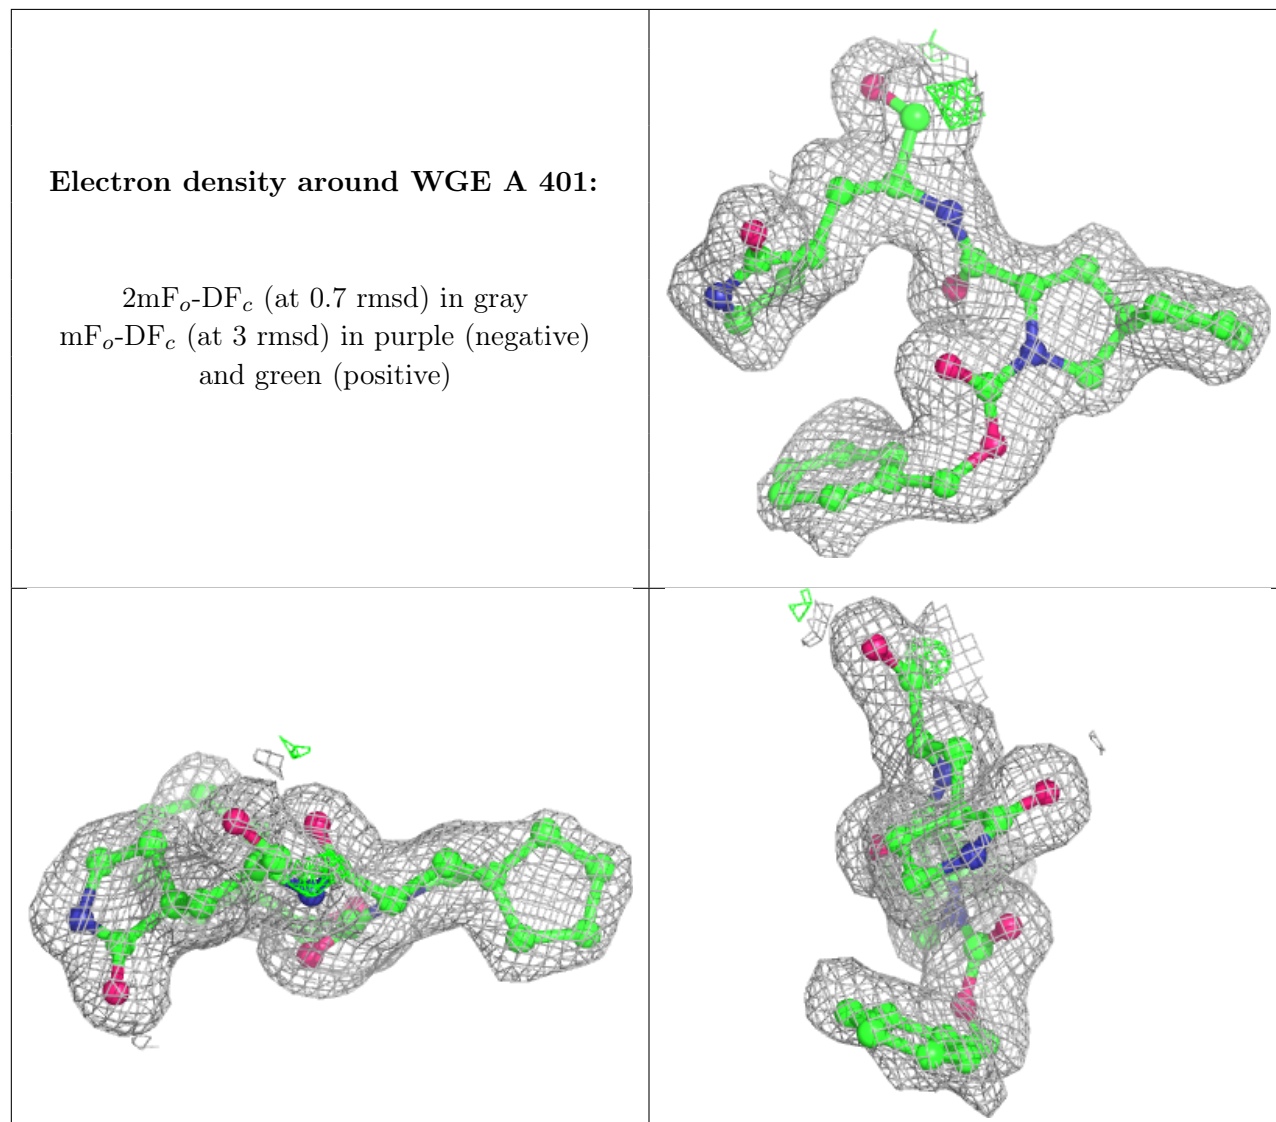 Electron density around WGE A 401:
2mFo-DFc (at 0.7 rmsd) in gray
mFo-DFc (at 3 rmsd) in purple (negative)
and green (positive)